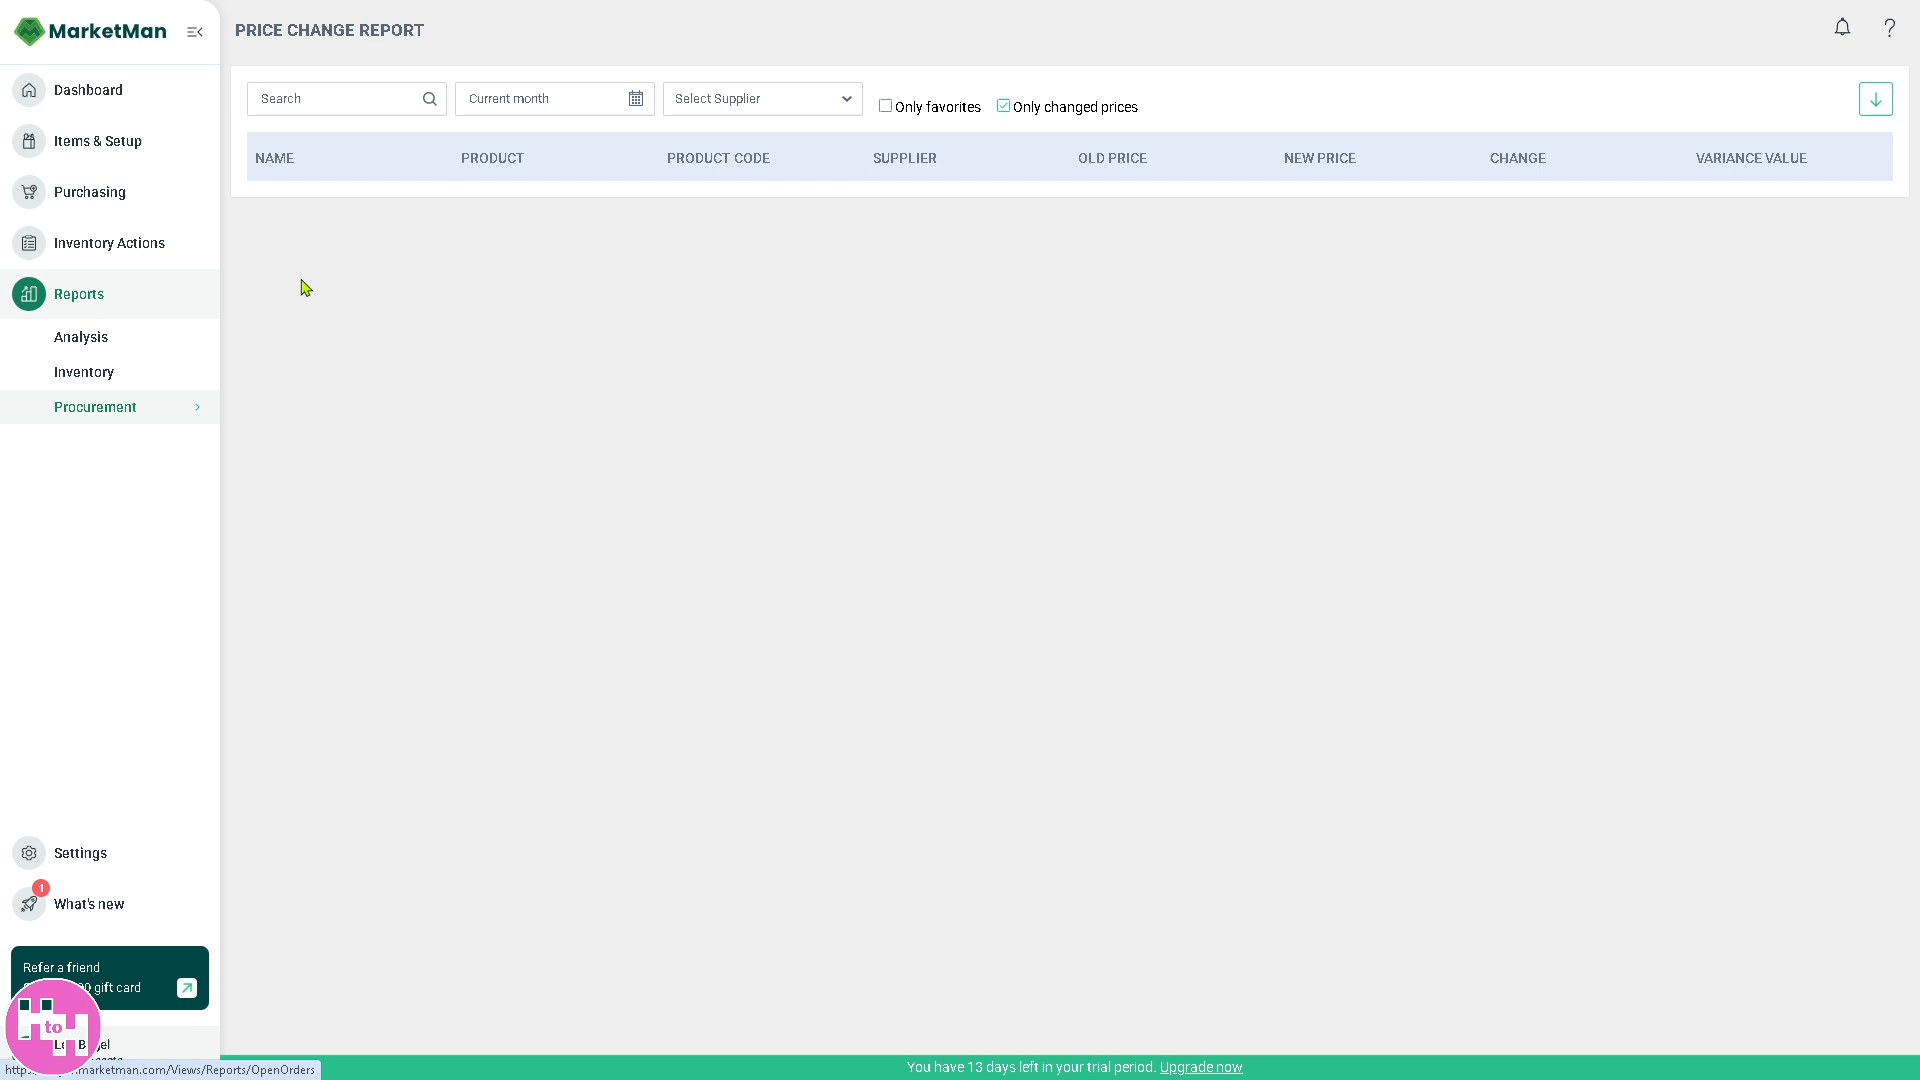 MarketMan
PRICE CHANGE REPORT
Search
Current month
Select Supplier
Only favorites
Only changed prices
NAME PRODUCT PRODUCT CODE SUPPLIER OLD PRICE NEW PRICE CHANGE VARIANCE VALUE
Dashboard
Items & Setup
Purchasing
Inventory Actions
Reports
Analysis
Inventory
Procurement
Settings
1
What's new
Refer a friend
gift card
H to H
You have 13 days left in your trial period. Upgrade now
marketman.com/Views/Reports/OpenOrders